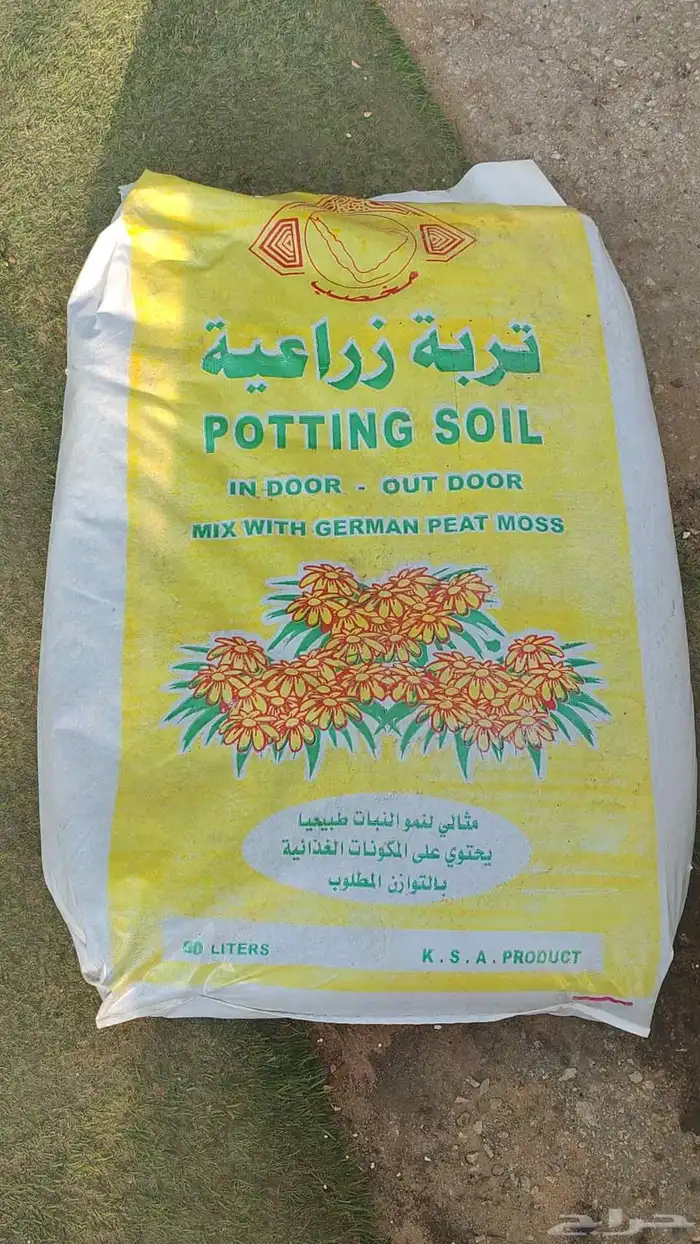 مخصب
تربة زراعية
POTTING SOIL
IN DOOR - OUT DOOR
MIX WITH GERMAN PEAT MOSS
مثالي لنمو النبات طبيعيا
يحتوي على المكونات الغذائية
بالتوازن المطلوب
LITERS
K . S . A . PRODUCT
حراج